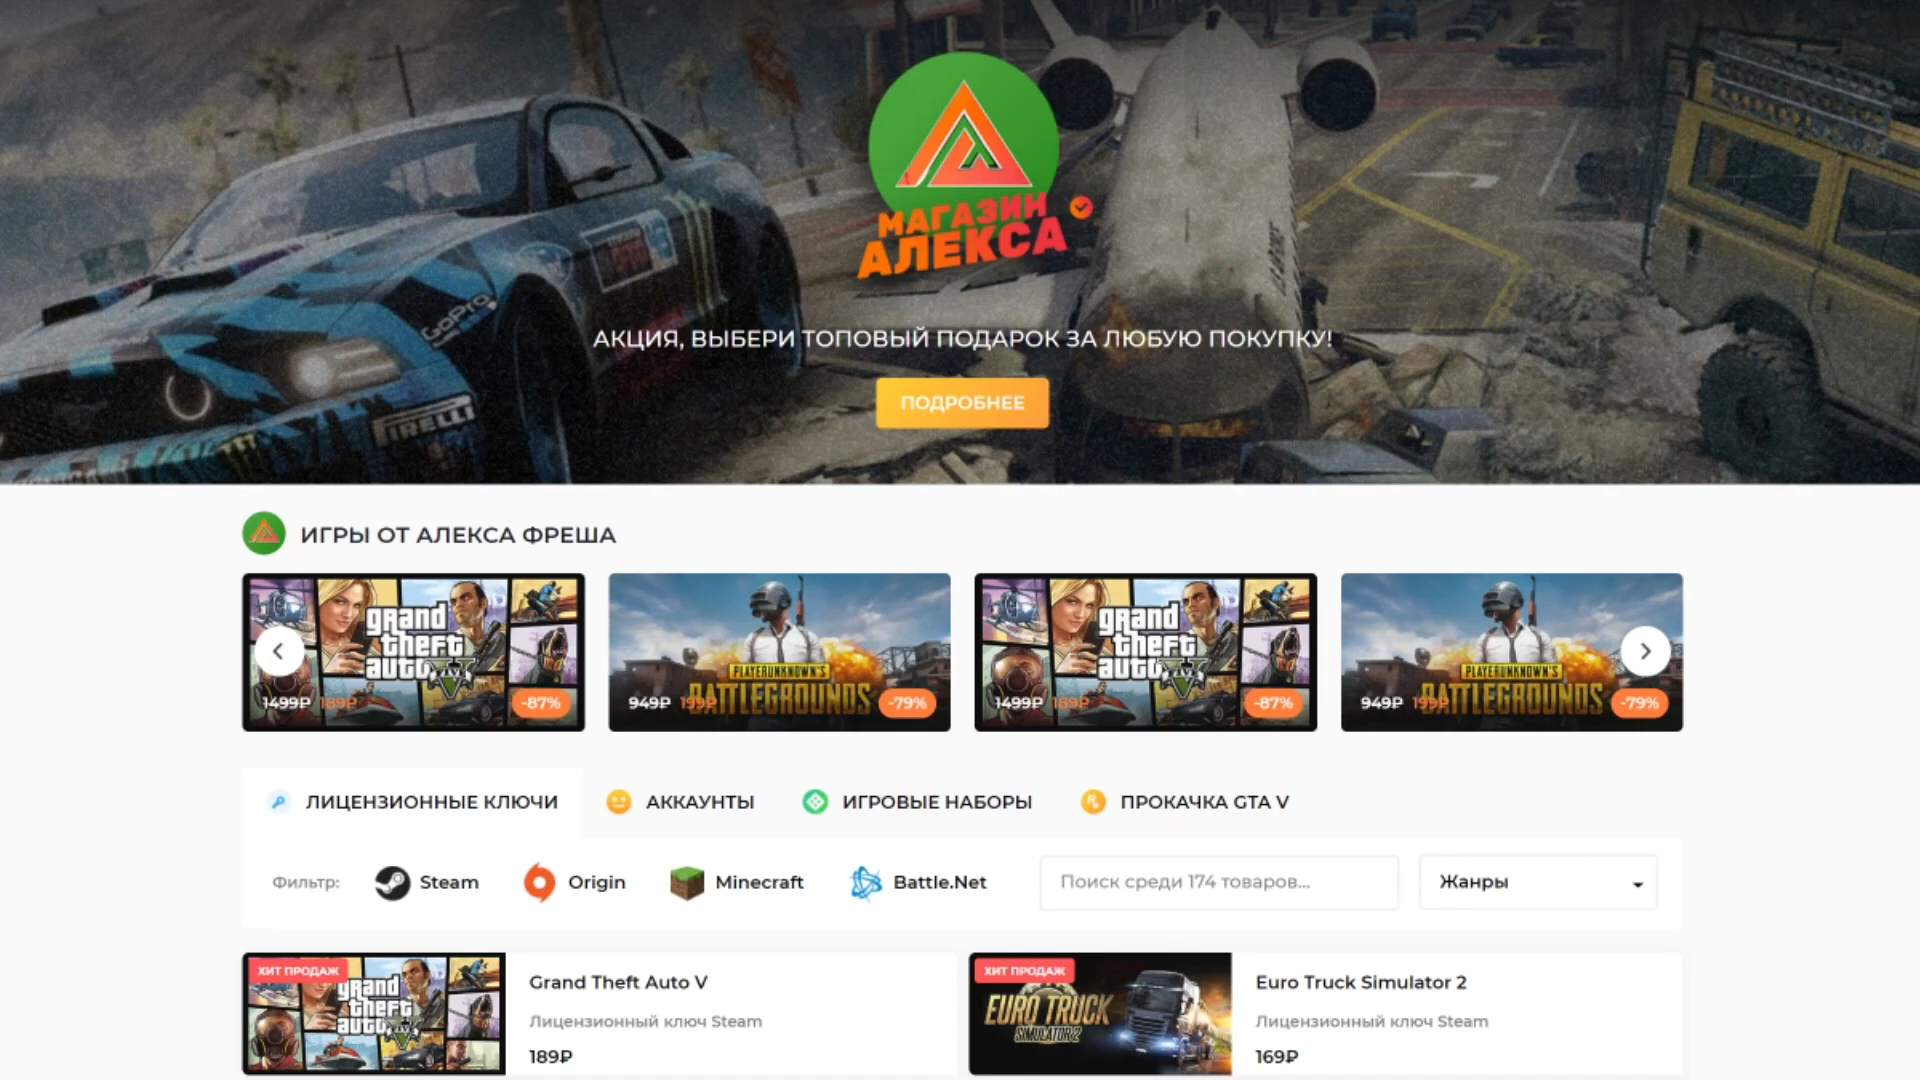 МАГАЗИН
АЛЕКСА
GoPro
PIRELLI
АКЦИЯ, ВЫБЕРИ ТОПОВЫЙ ПОДАРОК ЗА ЛЮБУЮ ПОКУПКУ!
ПОДРОБНЕЕ
ИГРЫ ОТ АЛЕКСА ФРЕША
grand
theft
auto
V
1499₽ 189₽ -87%
PLAYERUNKNOWN'S
BATTLEGROUNDS
949₽ 199₽ -79%
grand
theft
auto
V
1499₽ 189₽ -87%
PLAYERUNKNOWN'S
BATTLEGROUNDS
949₽ 199₽ -79%
ЛИЦЕНЗИОННЫЕ КЛЮЧИ АККАУНТЫ ИГРОВЫЕ НАБОРЫ ПРОКАЧКА GTA V
Фильтр: Steam Origin Minecraft Battle.Net Поиск среди 174 товаров... Жанры
ХИТ ПРОДАЖ
grand
theft
auto
V
Grand Theft Auto V
Лицензионный ключ Steam
189₽
ХИТ ПРОДАЖ
EURO TRUCK
SIMULATOR 2
Euro Truck Simulator 2
Лицензионный ключ Steam
169₽